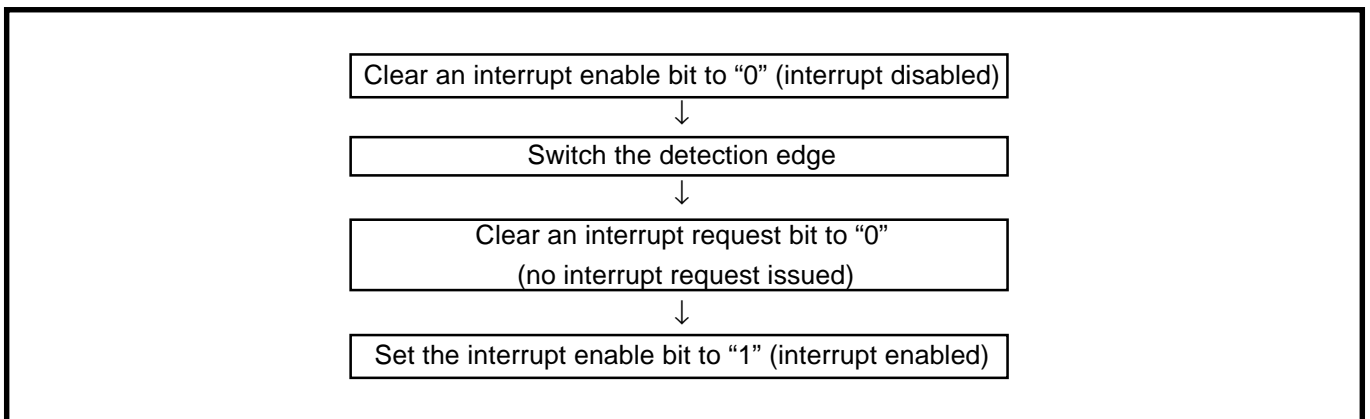 Clear an interrupt enable bit to “0” (interrupt disabled)
↓
Switch the detection edge
↓
Clear an interrupt request bit to “0”
(no interrupt request issued)
↓
Set the interrupt enable bit to “1” (interrupt enabled)